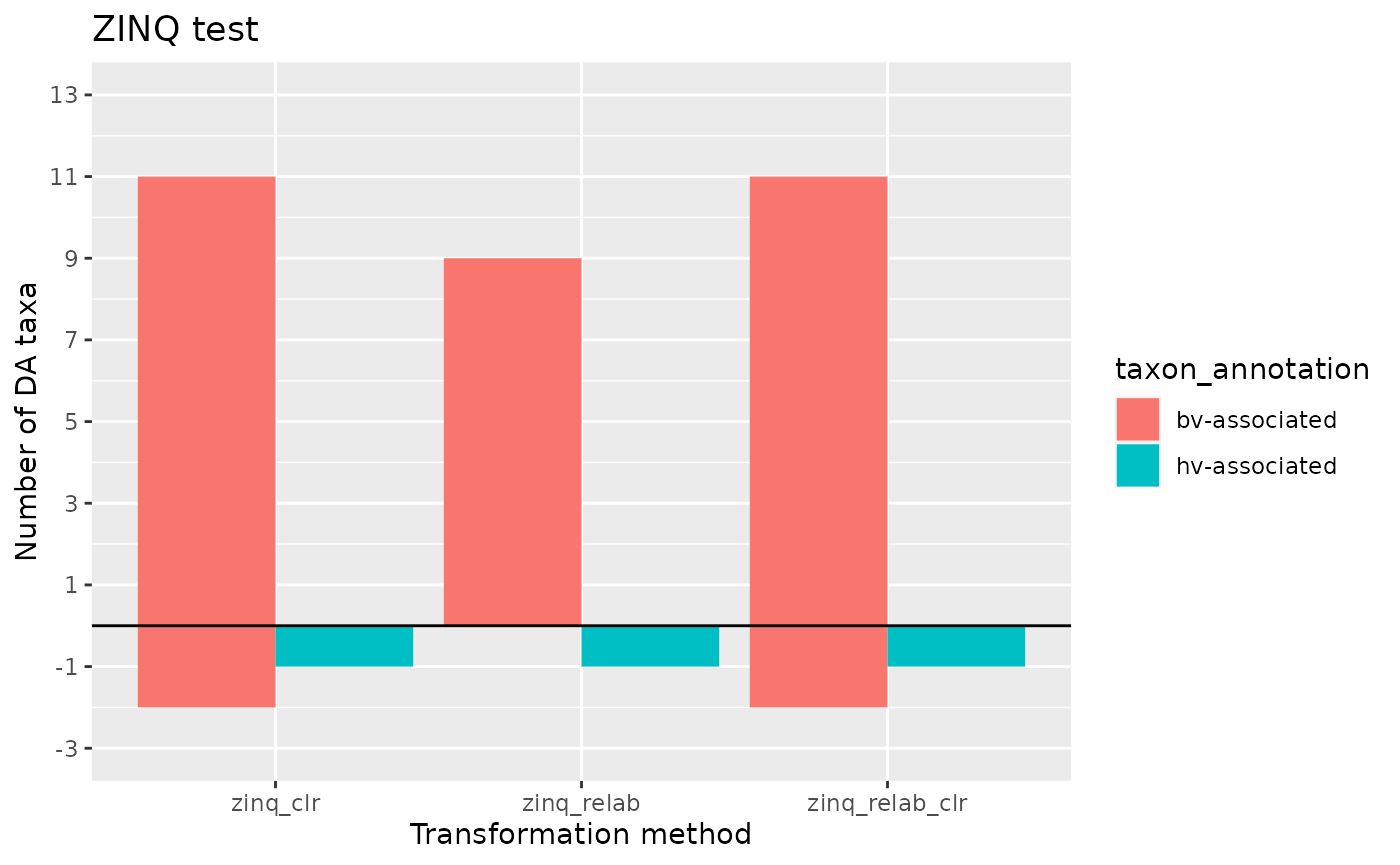 ZINQ test
Number of DA taxa
13
11
9
7
5
3
1
-1
-3
zinq_clr
zinq_relab
zinq_relab_clr
Transformation method
taxon_annotation
bv-associated
hv-associated